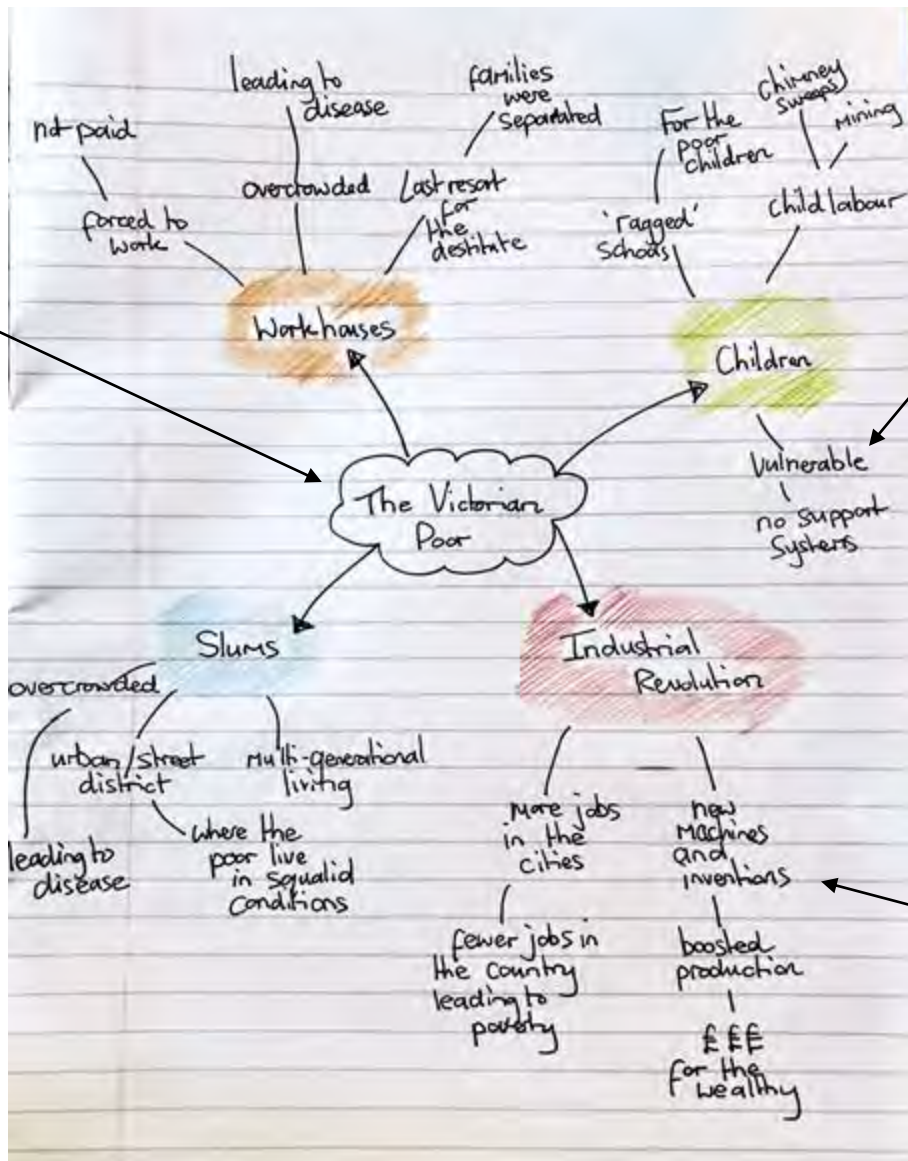 not paid
forced to
work
leading to
disease
overcrowded
families
were
separated
Last resort
for
the
destitute
Workhouses
For the
poor
children
'ragged'
Schools
Chimney
sweeps
Mining
Child labour
Children
Vulnerable
no support
Systems
The Victorian
Poor
Slums
overcrowded
leading to
disease
urban/street
district
where the
poor live
in squalid
conditions
Multi-generational
living
Industrial
Revolution
More jobs
in the
cities
fewer jobs in
the country
leading to
poverty
new
Machines
and
inventions
boosted
production
£££
for the
wealthy